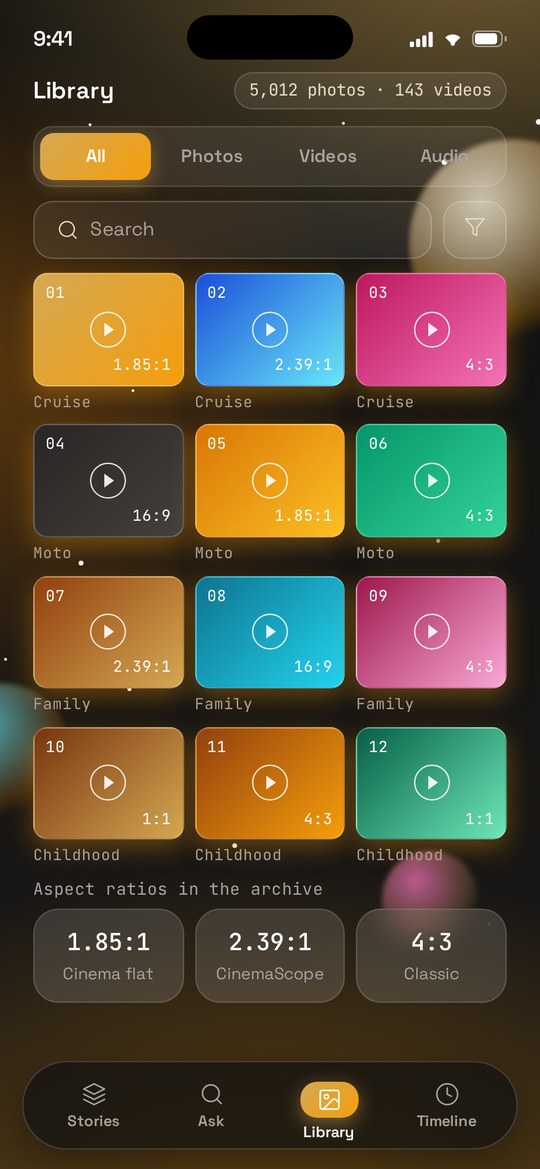 9:41
Library
5,012 photos · 143 videos
All Photos Videos Audio
Search
01 02 03
1.85:1 2.39:1 4:3
Cruise Cruise Cruise
04 05 06
16:9 1.85:1 4:3
Moto Moto Moto
07 08 09
2.39:1 16:9 4:3
Family Family Family
10 11 12
1:1 4:3 1:1
Childhood Childhood Childhood
Aspect ratios in the archive
1.85:1 2.39:1 4:3
Cinema flat CinemaScope Classic
Stories Ask Library Timeline